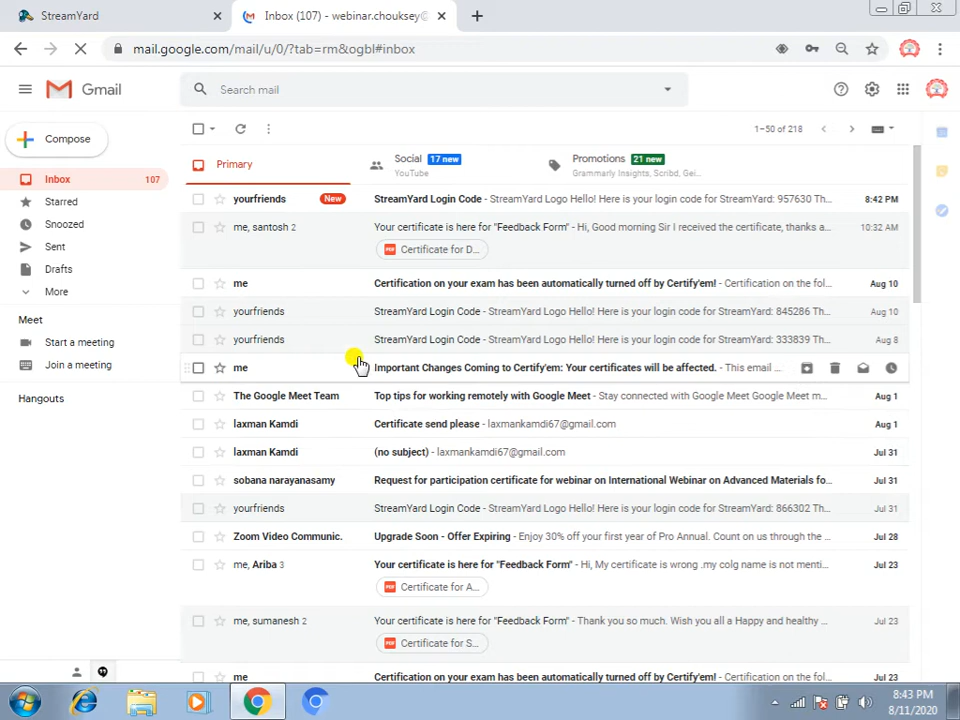 StreamYard
Inbox (107) - webinar.chouksey@
mail.google.com/mail/u/0/?tab=rm&ogbl#inbox
Gmail
Search mail
Compose
1–50 of 218
Inbox 107
Starred
Snoozed
Sent
Drafts
More
Meet
Start a meeting
Join a meeting
Hangouts
Primary
Social 17 new
YouTube
Promotions 21 new
Grammarly Insights, Scribd, Gei...
yourfriends New StreamYard Login Code - StreamYard Logo Hello! Here is your login code for StreamYard: 957630 Th... 8:42 PM
me, santosh 2 Your certificate is here for "Feedback Form" - Hi, Good morning Sir I received the certificate, thanks a... 10:32 AM
PDF Certificate for D...
me Certification on your exam has been automatically turned off by Certify'em! - Certification on the fol... Aug 10
yourfriends StreamYard Login Code - StreamYard Logo Hello! Here is your login code for StreamYard: 845286 Th... Aug 10
yourfriends StreamYard Login Code - StreamYard Logo Hello! Here is your login code for StreamYard: 333839 Th... Aug 8
me Important Changes Coming to Certify'em: Your certificates will be affected. - This email ...
The Google Meet Team Top tips for working remotely with Google Meet - Stay connected with Google Meet Google Meet m... Aug 1
laxman Kamdi Certificate send please - laxmankamdi67@gmail.com Aug 1
laxman Kamdi (no subject) - laxmankamdi67@gmail.com Jul 31
sobana narayanasamy Request for participation certificate for webinar on International Webinar on Advanced Materials fo... Jul 31
yourfriends StreamYard Login Code - StreamYard Logo Hello! Here is your login code for StreamYard: 866302 Th... Jul 31
Zoom Video Communic. Upgrade Soon - Offer Expiring - Enjoy 30% off your first year of Pro Annual. Count on us through the ... Jul 28
me, Ariba 3 Your certificate is here for "Feedback Form" - Hi, My certificate is wrong .my colg name is not menti... Jul 23
PDF Certificate for A...
me, sumanesh 2 Your certificate is here for "Feedback Form" - Thank you so much. Wish you all a Happy and healthy ... Jul 23
PDF Certificate for S...
me Certification on your exam has been automatically turned off by Certify'em! - Certification on the fol... Jul 23
8:43 PM
8/11/2020